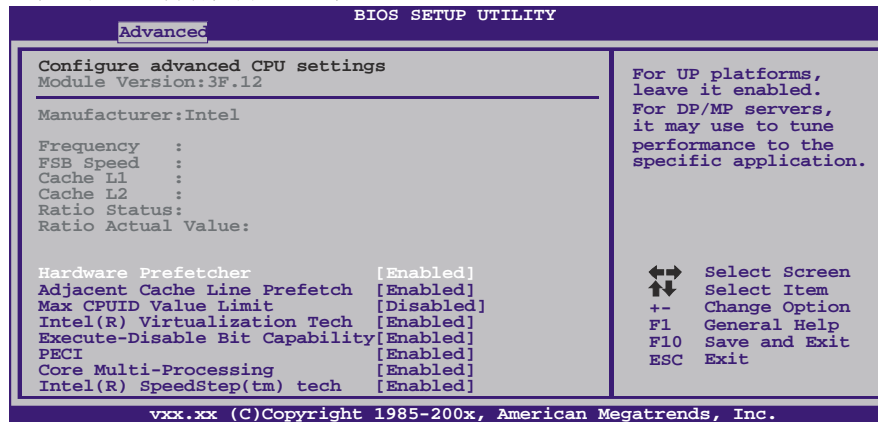 BIOS SETUP UTILITY
Advanced
Configure advanced CPU settings
Module Version:3F.12
Manufacturer:Intel
Frequency :
FSB Speed :
Cache L1 :
Cache L2 :
Ratio Status:
Ratio Actual Value:
Hardware Prefetcher [Enabled]
Adjacent Cache Line Prefetch [Enabled]
Max CPUID Value Limit [Disabled]
Intel(R) Virtualization Tech [Enabled]
Execute-Disable Bit Capability[Enabled]
PECI [Enabled]
Core Multi-Processing [Enabled]
Intel(R) SpeedStep(tm) tech [Enabled]
For UP platforms,
leave it enabled.
For DP/MP servers,
it may use to tune
performance to the
specific application.
Select Screen
Select Item
+- Change Option
F1 General Help
F10 Save and Exit
ESC Exit
vxx.xx (C)Copyright 1985-200x, American Megatrends, Inc.